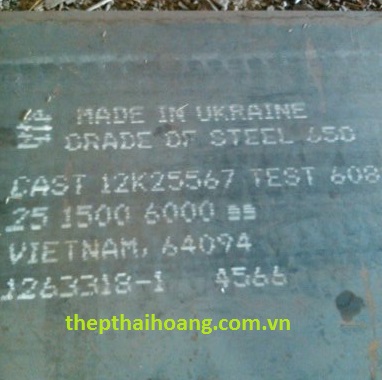 MADE IN UKRAINE
GRADE OF STEEL 65G
CAST 12K25567 TEST 608
25 1500 6000 mm
VIETNAM, 64094
1263318-1 4566
thepthaihoang.com.vn